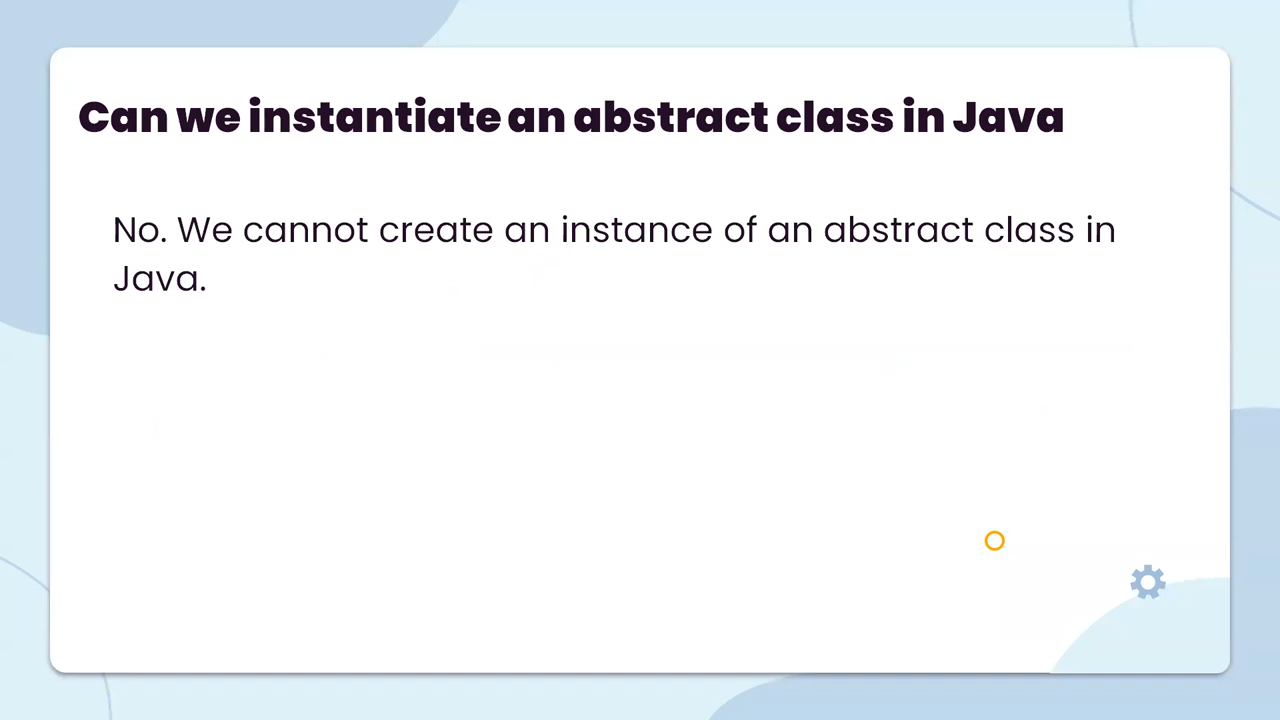 Can we instantiate an abstract class in Java
No. We cannot create an instance of an abstract class in
Java.